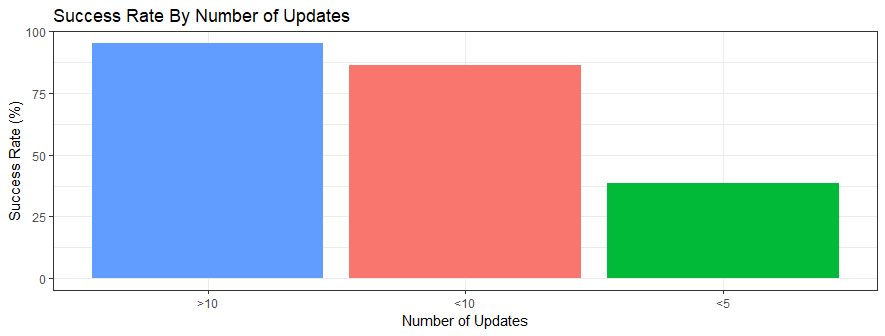 Success Rate By Number of Updates
Success Rate (%)
100
75
50
25
0
>10
<10
<5
Number of Updates